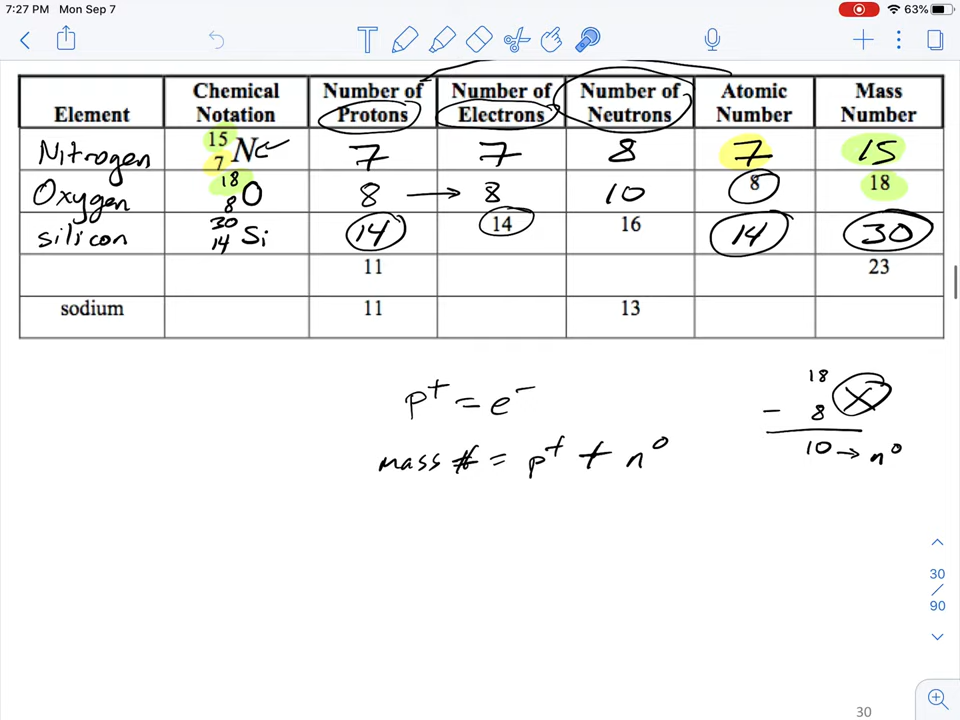 7:27 PM Mon Sep 7 63%
Element Chemical Notation Number of Protons Number of Electrons Number of Neutrons Atomic Number Mass Number
Nitrogen 15 7 N 7 7 8 7 15
Oxygen 18 8 O 8 → 8 10 8 18
silicon 30 14 Si 14 14 16 14 30
11 23
sodium 11 13
p⁺ = e⁻
mass # = p⁺ + n⁰
18
− 8 X
10 → n⁰
30
/
90
30